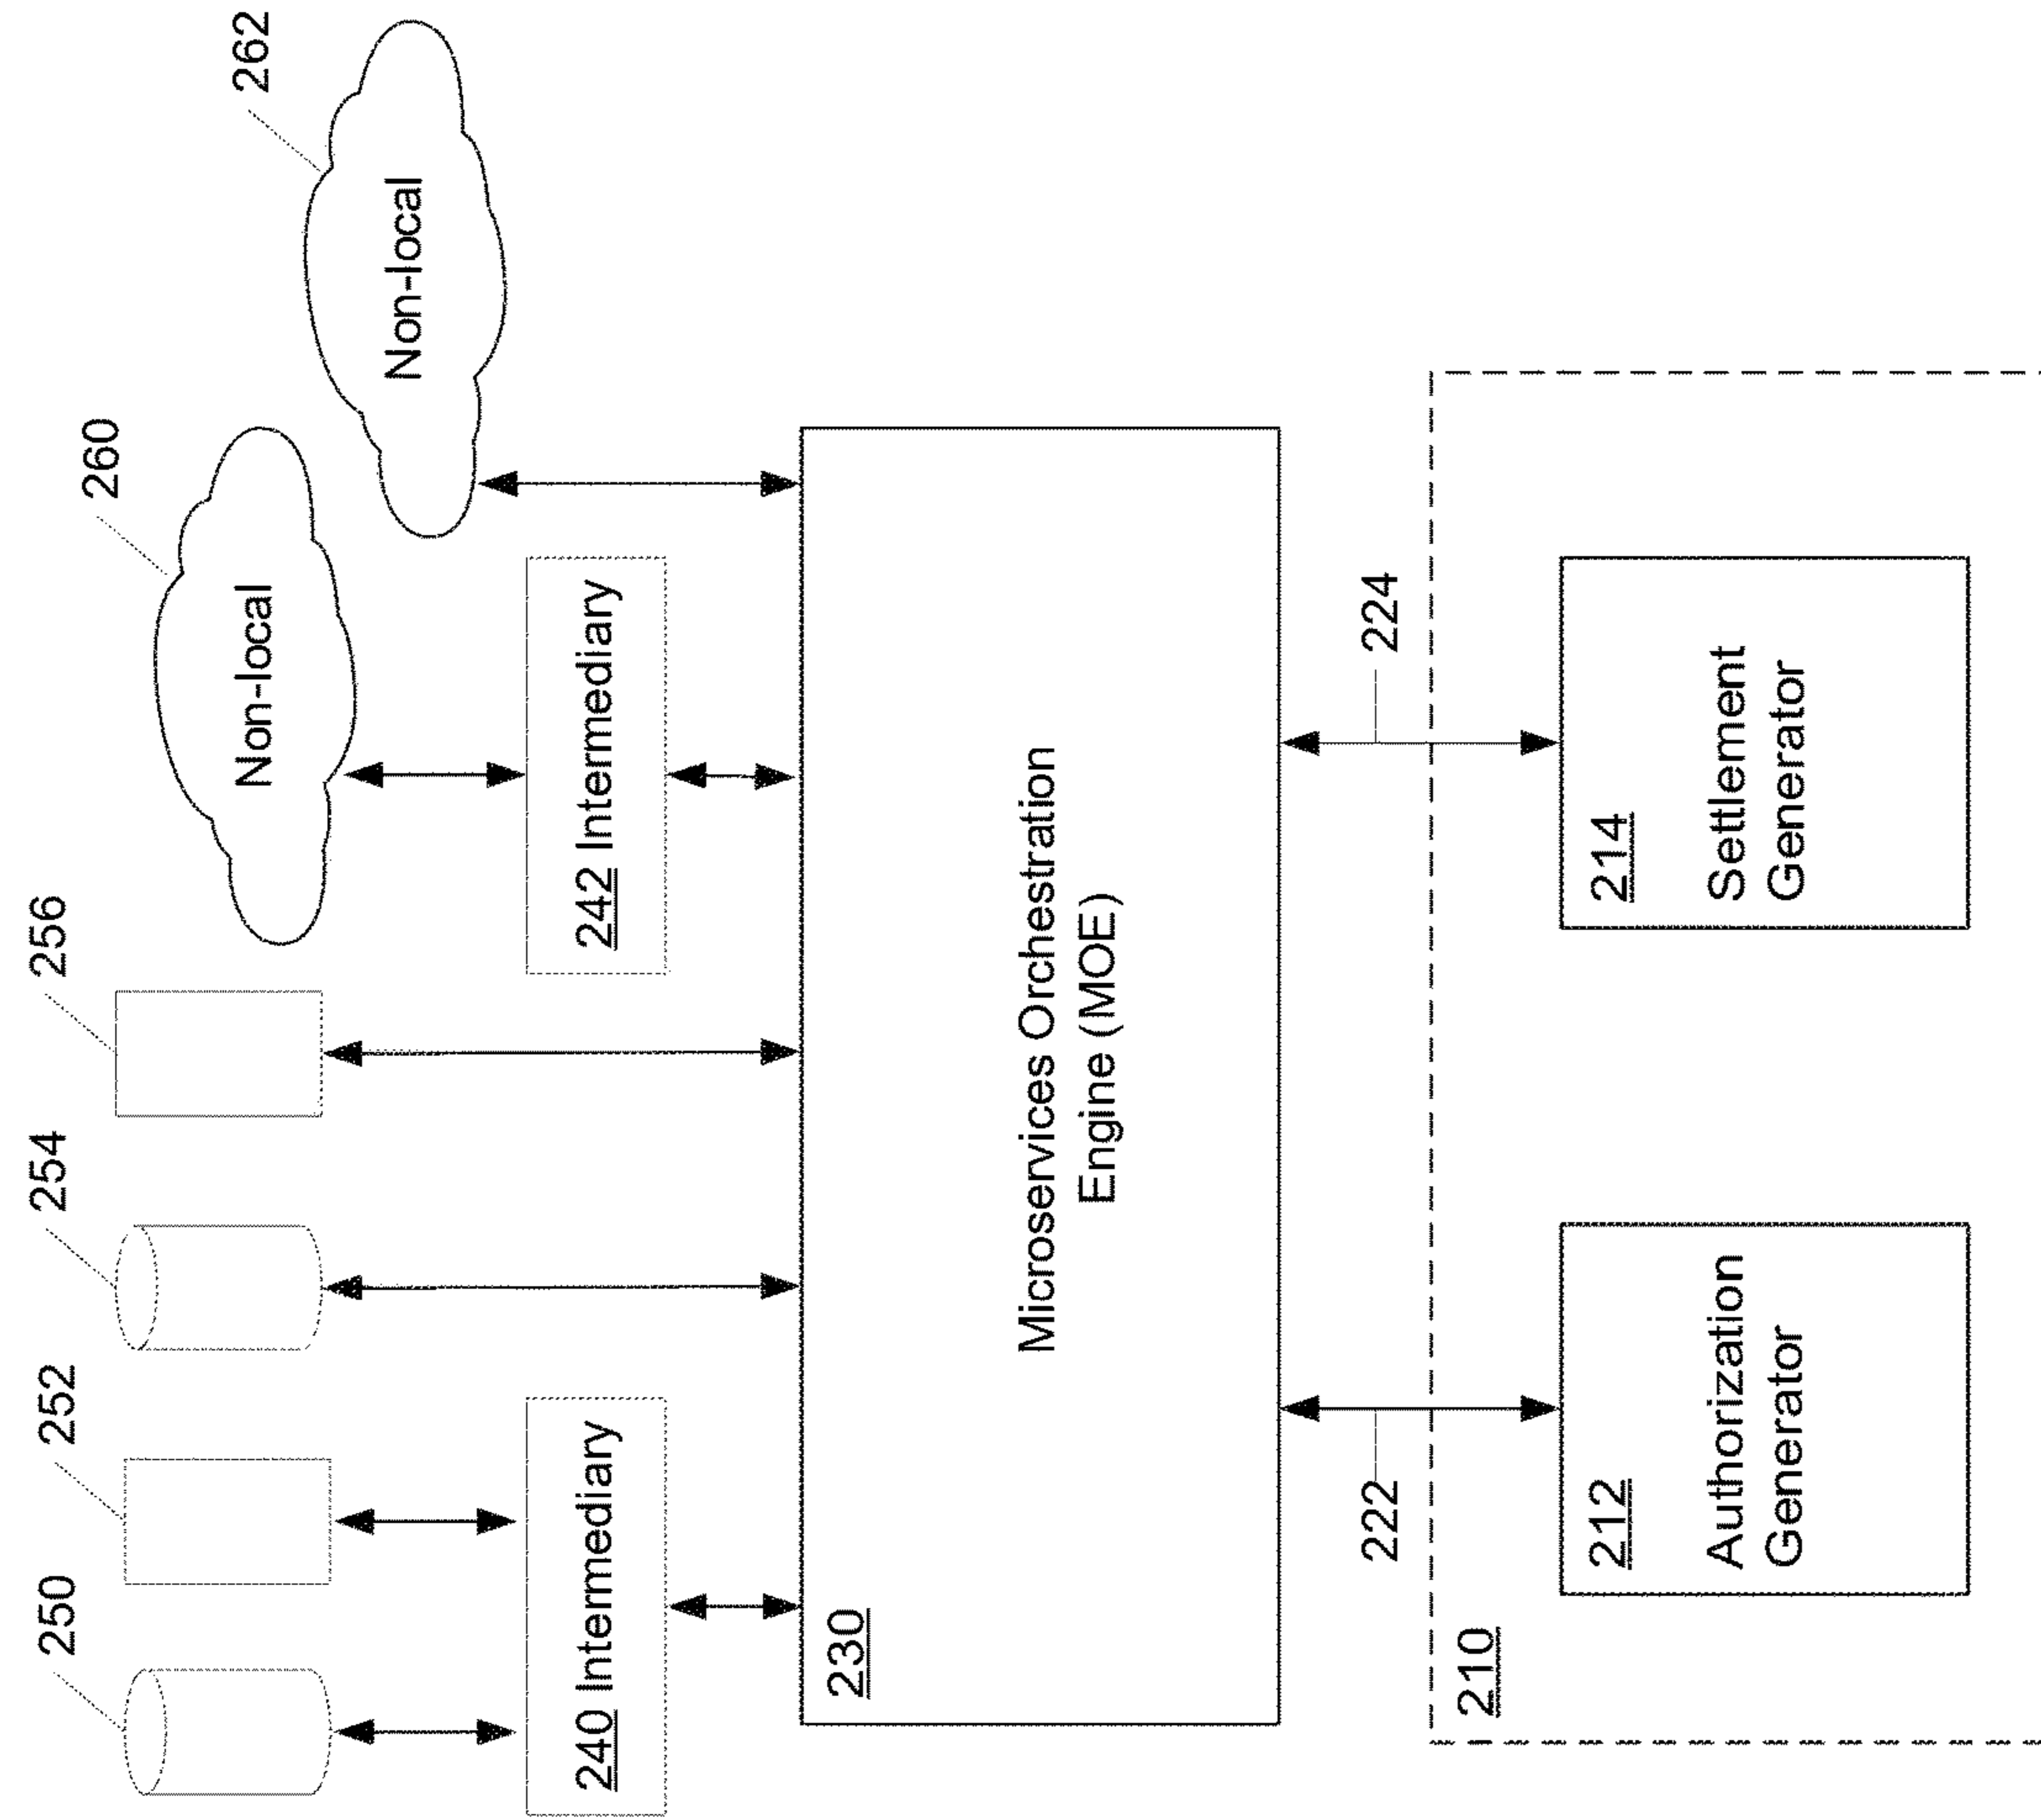 250
252
254
256
260
262
Non-local
Non-local
240 Intermediary
242 Intermediary
230
Microservices Orchestration
Engine (MOE)
222
224
210
212
Authorization
Generator
214
Settlement
Generator